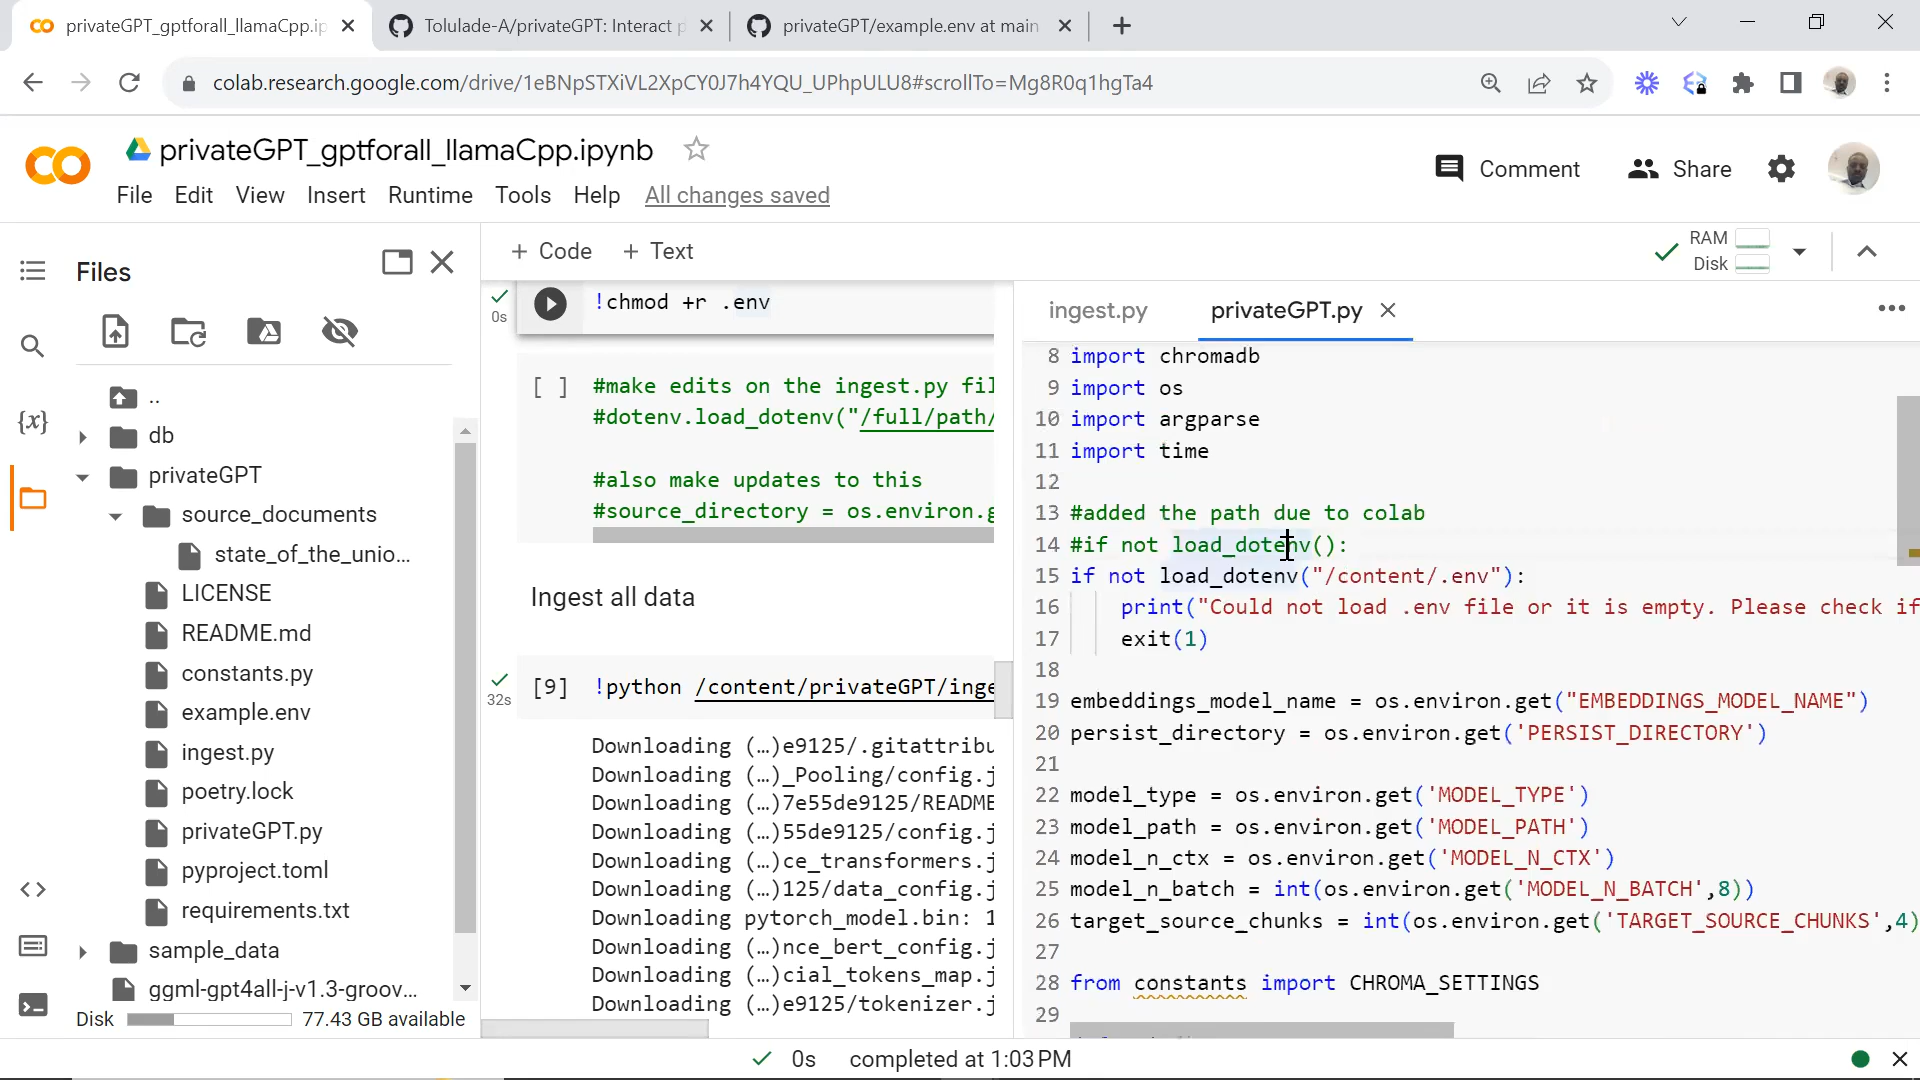 privateGPT_gptforall_llamaCpp.ip
Tolulade-A/privateGPT: Interact p
privateGPT/example.env at main
colab.research.google.com/drive/1eBNpSTXiVL2XpCY0J7h4YQU_UPhpULU8#scrollTo=Mg8R0q1hgTa4
privateGPT_gptforall_llamaCpp.ipynb
File Edit View Insert Runtime Tools Help All changes saved
Comment
Share
Files
+ Code + Text
RAM
Disk
..
db
privateGPT
source_documents
state_of_the_unio...
LICENSE
README.md
constants.py
example.env
ingest.py
poetry.lock
privateGPT.py
pyproject.toml
requirements.txt
sample_data
ggml-gpt4all-j-v1.3-groov...
Disk 77.43 GB available
0s
!chmod +r .env
[ ] #make edits on the ingest.py fil
#dotenv.load_dotenv("/full/path/
#also make updates to this
#source_directory = os.environ.g
Ingest all data
32s
[9] !python /content/privateGPT/inge
Downloading (…)e9125/.gitattribu
Downloading (…)_Pooling/config.j
Downloading (…)7e55de9125/README
Downloading (…)55de9125/config.j
Downloading (…)ce_transformers.j
Downloading (…)125/data_config.j
Downloading pytorch_model.bin: 1
Downloading (…)nce_bert_config.j
Downloading (…)cial_tokens_map.j
Downloading (…)e9125/tokenizer.j
ingest.py
privateGPT.py
8 import chromadb
9 import os
10 import argparse
11 import time
12
13 #added the path due to colab
14 #if not load_dotenv():
15 if not load_dotenv("/content/.env"):
16 print("Could not load .env file or it is empty. Please check if
17 exit(1)
18
19 embeddings_model_name = os.environ.get("EMBEDDINGS_MODEL_NAME")
20 persist_directory = os.environ.get('PERSIST_DIRECTORY')
21
22 model_type = os.environ.get('MODEL_TYPE')
23 model_path = os.environ.get('MODEL_PATH')
24 model_n_ctx = os.environ.get('MODEL_N_CTX')
25 model_n_batch = int(os.environ.get('MODEL_N_BATCH',8))
26 target_source_chunks = int(os.environ.get('TARGET_SOURCE_CHUNKS',4)
27
28 from constants import CHROMA_SETTINGS
29
0s completed at 1:03 PM